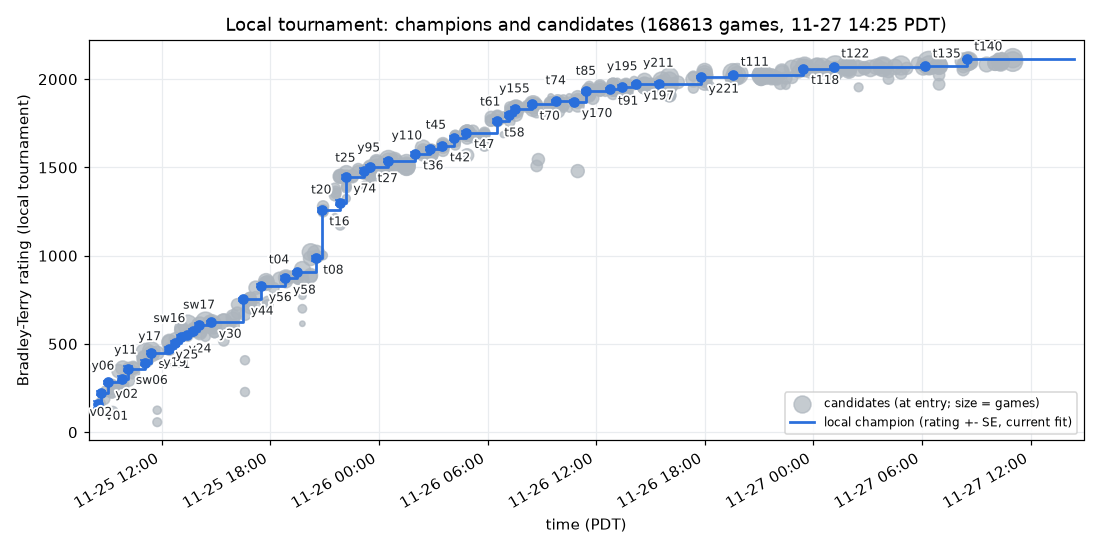 Local tournament: champions and candidates (168613 games, 11-27 14:25 PDT)
Bradley-Terry rating (local tournament)
2000
1500
1000
500
0
v02
y06
y02
y11
sw06
y17
sw16
y25
y24
sw17
y30
y44
t04
y56
y58
t08
t20
t16
t25
y74
y95
t27
y110
t36
t45
t42
t47
t61
t58
y155
t70
t74
y170
t85
t91
y195
y197
y211
y221
t111
t118
t122
t135
t140
candidates (at entry; size = games)
local champion (rating +- SE, current fit)
11-25 12:00
11-25 18:00
11-26 00:00
11-26 06:00
11-26 12:00
11-26 18:00
11-27 00:00
11-27 06:00
11-27 12:00
time (PDT)